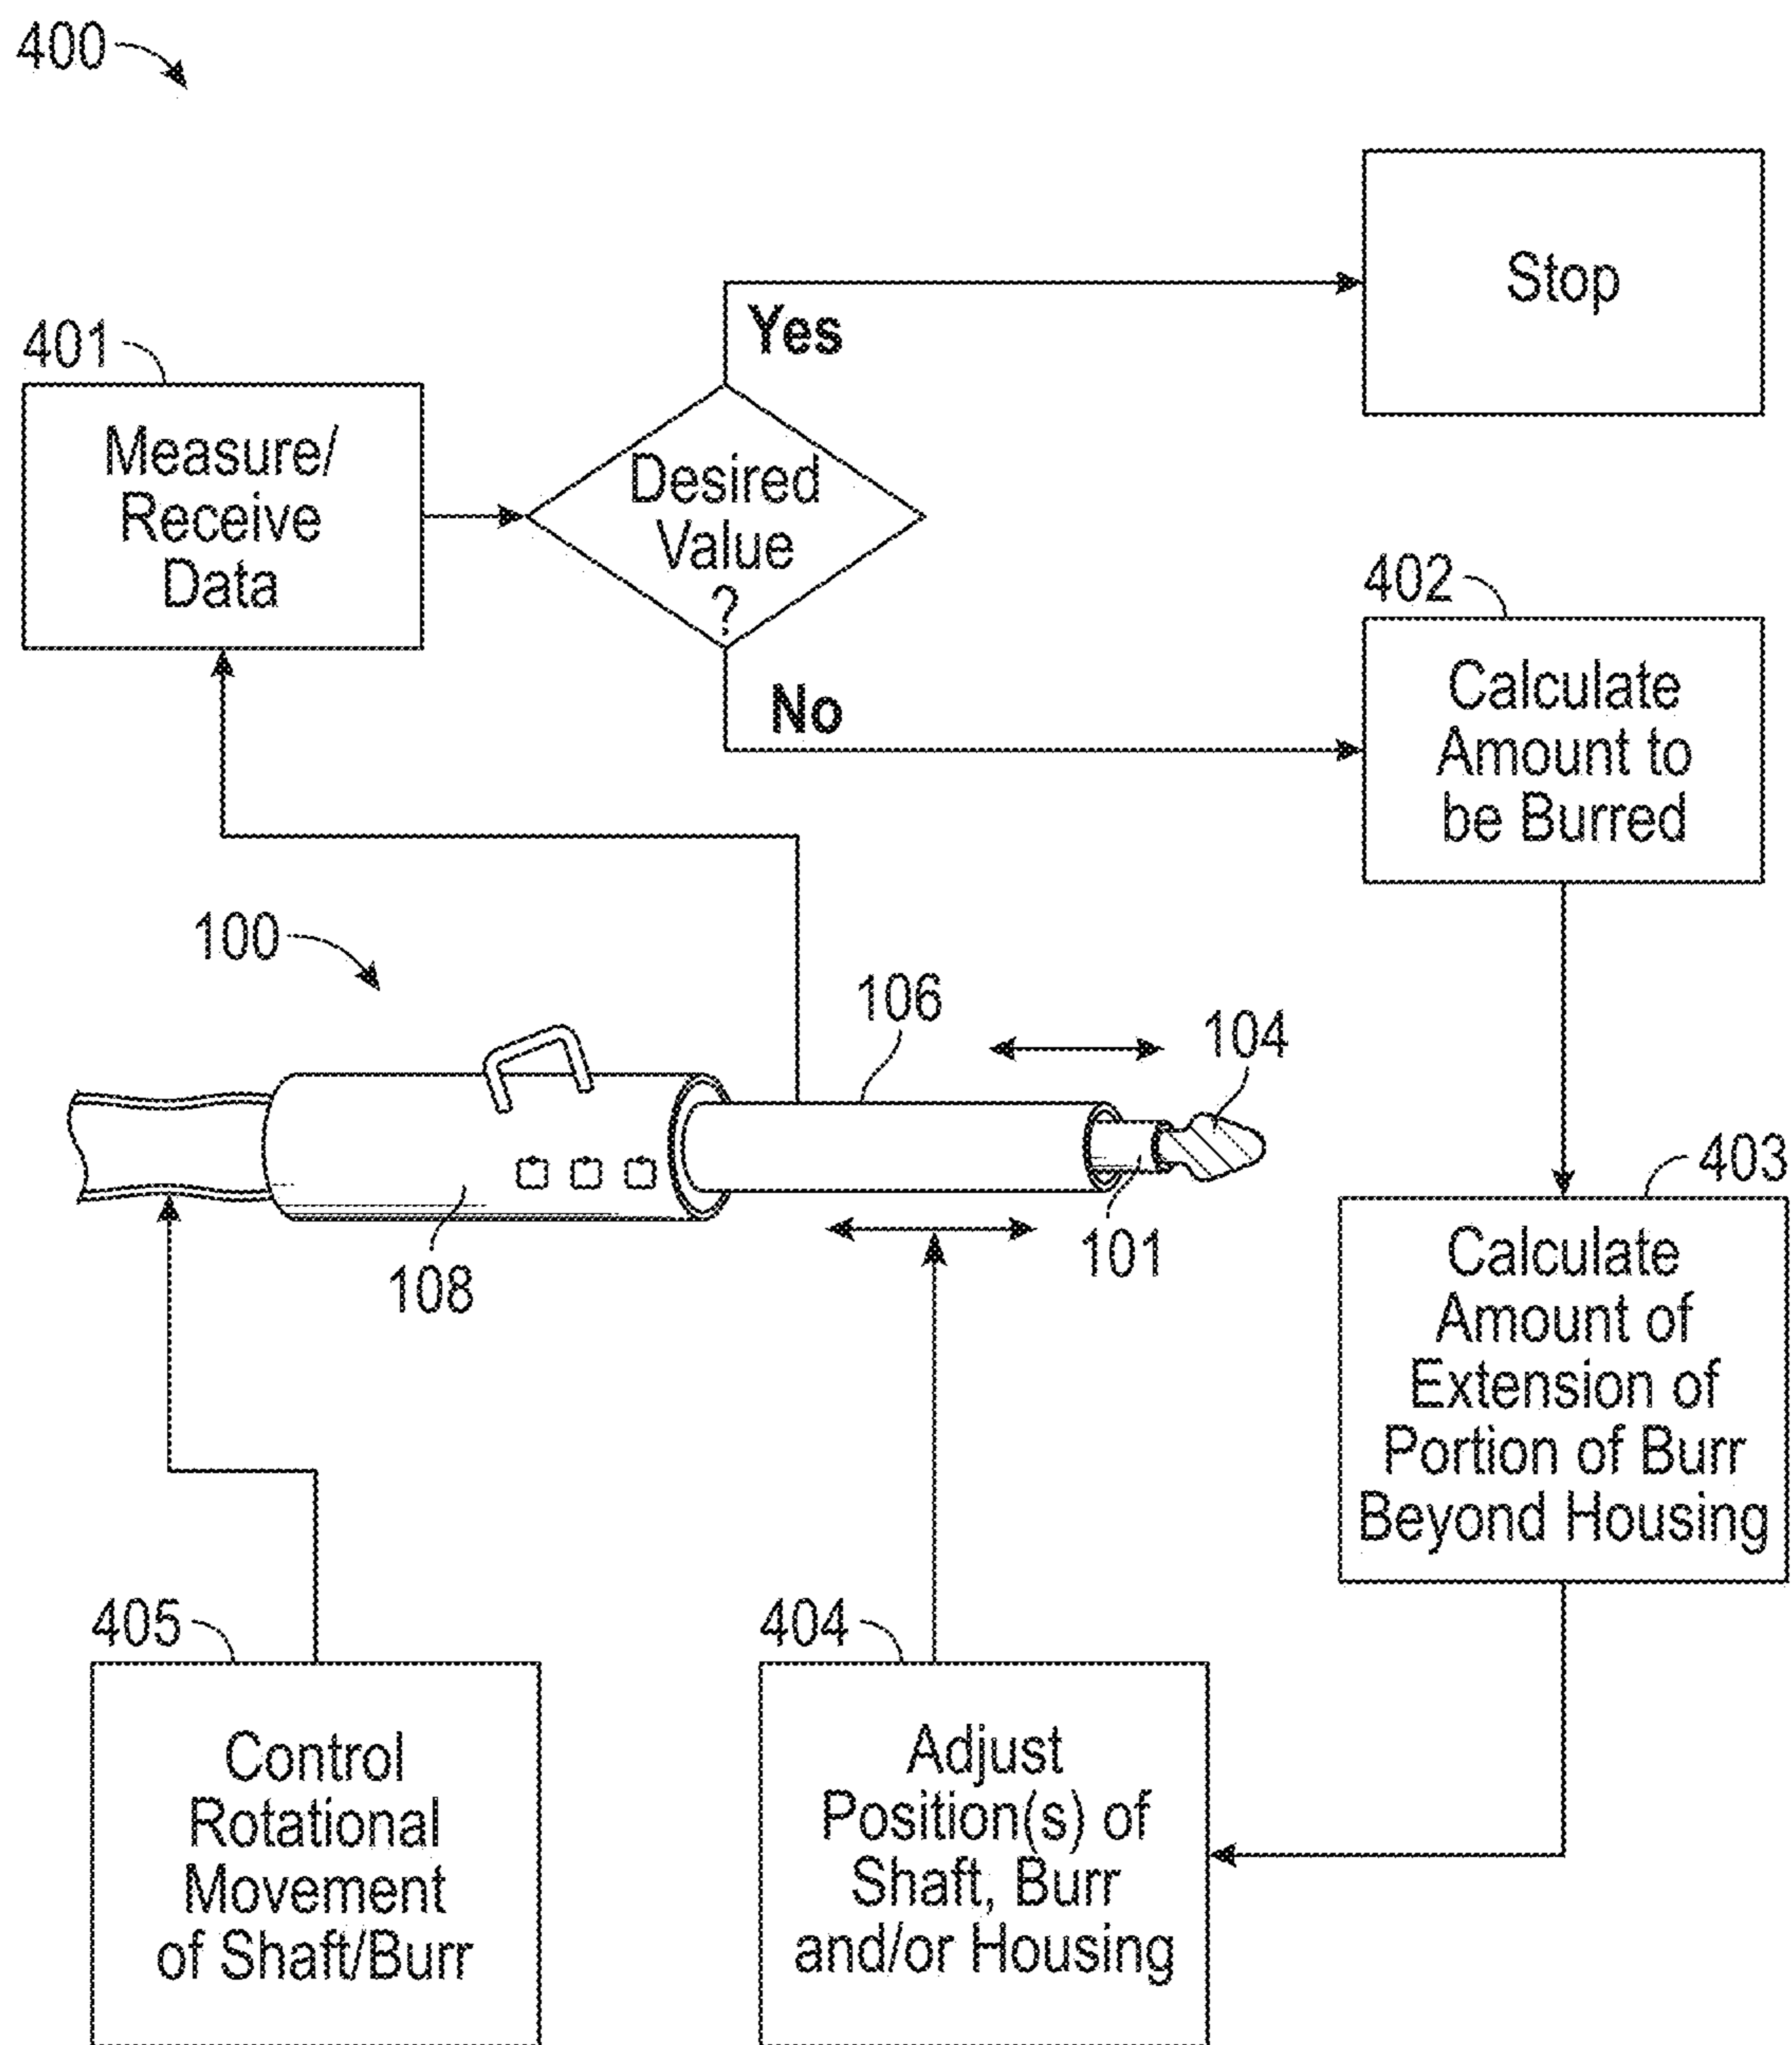 400
Stop
Yes
401
Measure/
Receive
Data
Desired
Value
?
No
402
Calculate
Amount to
be Burred
100
106
104
108
101
403
Calculate
Amount of
Extension of
Portion of Burr
Beyond Housing
405
Control
Rotational
Movement
of Shaft/Burr
404
Adjust
Position(s) of
Shaft, Burr
and/or Housing